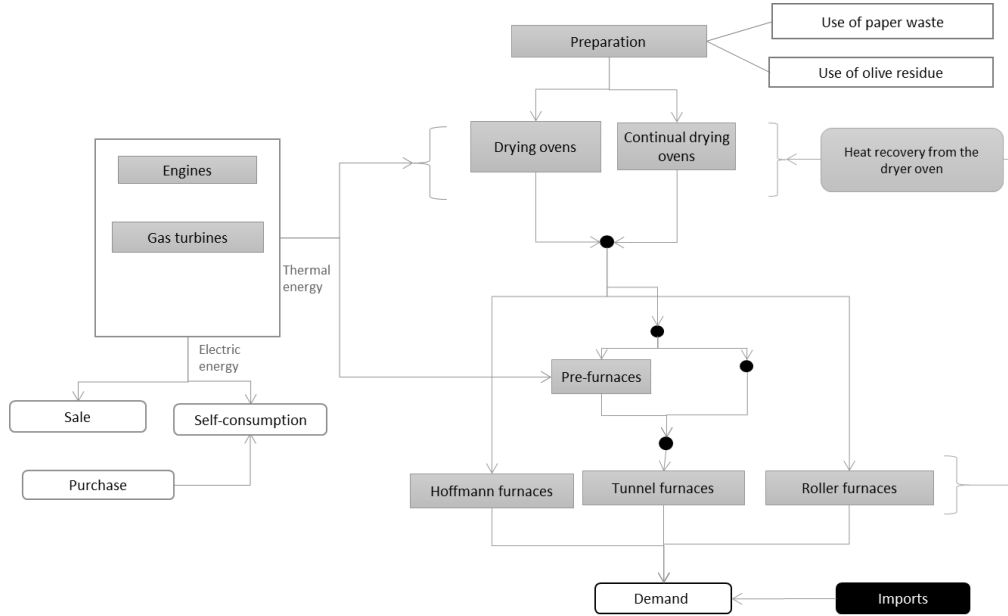 Use of paper waste
Preparation
Use of olive residue
Drying ovens
Continual drying
ovens
Heat recovery from the
dryer oven
Engines
Gas turbines
Thermal
energy
Electric
energy
Pre-furnaces
Sale
Self-consumption
Purchase
Hoffmann furnaces
Tunnel furnaces
Roller furnaces
Demand
Imports